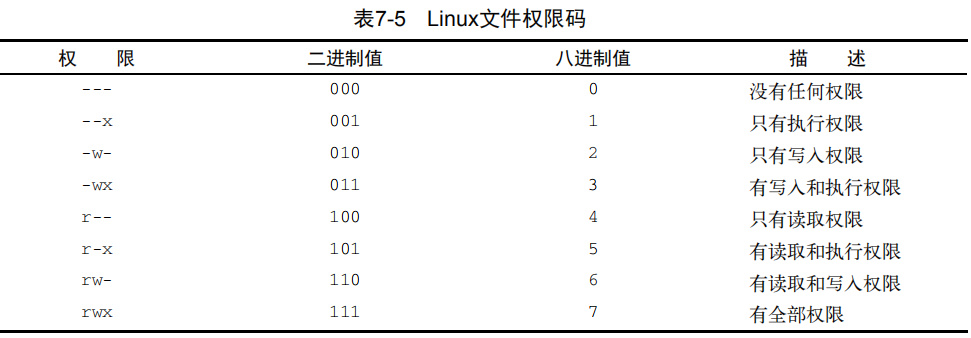 表7-5 Linux文件权限码
权 限 二进制值 八进制值 描 述
--- 000 0 没有任何权限
--x 001 1 只有执行权限
-w- 010 2 只有写入权限
-wx 011 3 有写入和执行权限
r-- 100 4 只有读取权限
r-x 101 5 有读取和执行权限
rw- 110 6 有读取和写入权限
rwx 111 7 有全部权限